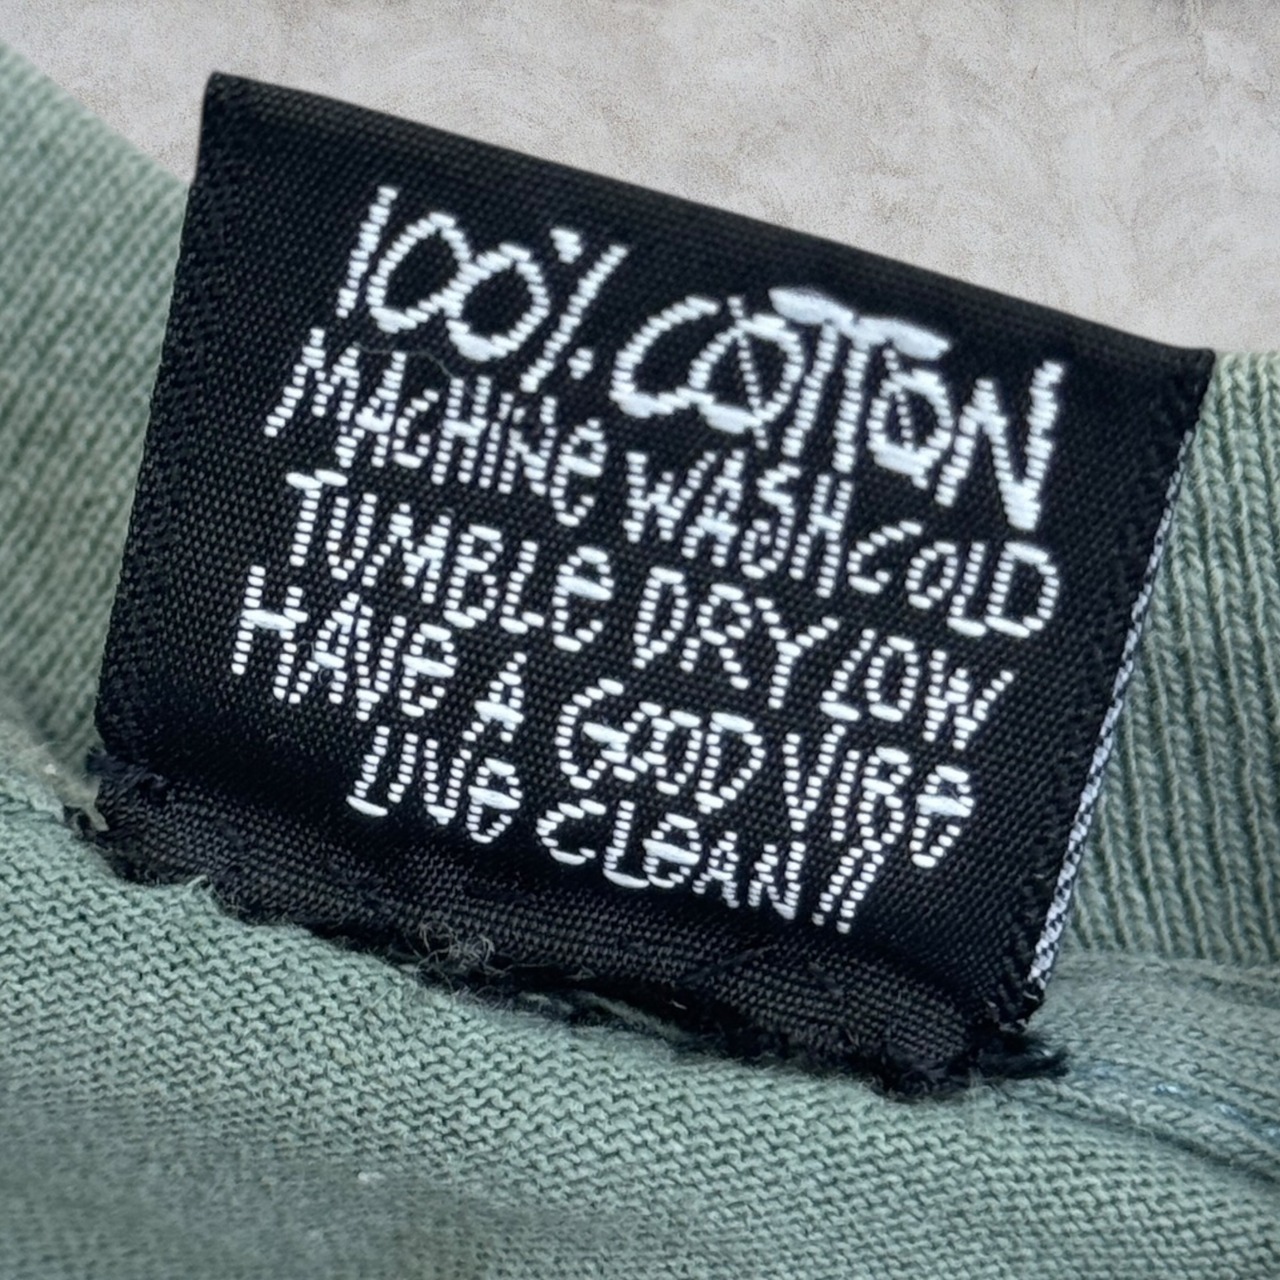 100% COTTON
MACHINE WASH COLD
TUMBLE DRY LOW
HAVE A GOOD VIBE
LIVE CLEAN //